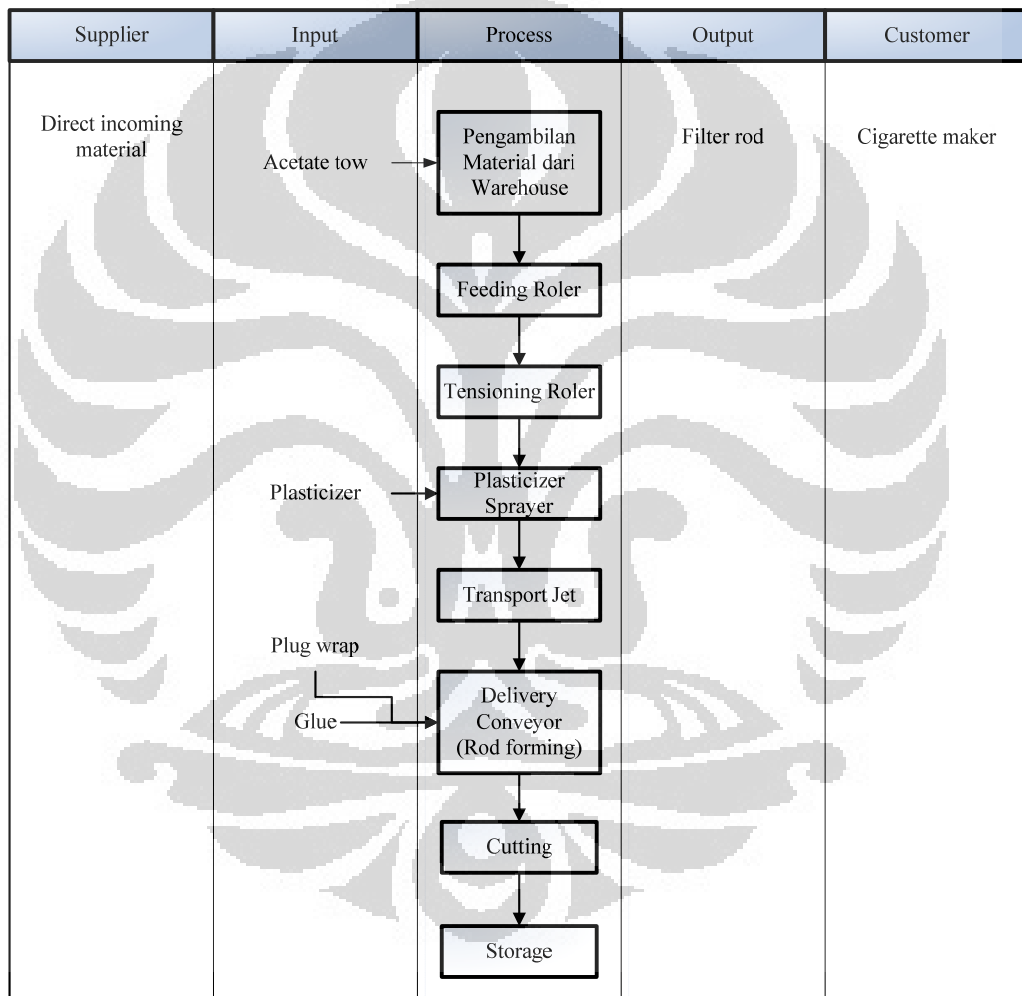 Supplier
Input
Process
Output
Customer
Direct incoming
material
Acetate tow
Pengambilan
Material dari
Warehouse
Filter rod
Cigarette maker
Feeding Roler
Tensioning Roler
Plasticizer
Plasticizer
Sprayer
Transport Jet
Plug wrap
Glue
Delivery
Conveyor
(Rod forming)
Cutting
Storage